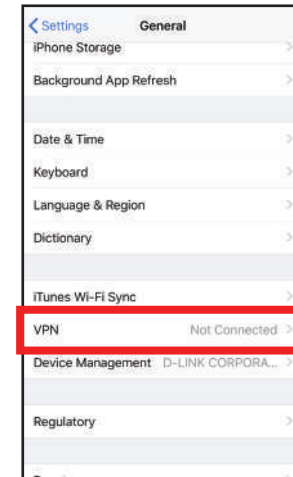 Settings General
iPhone Storage
Background App Refresh
Date & Time
Keyboard
Language & Region
Dictionary
iTunes Wi-Fi Sync
VPN Not Connected
Device Management D-LINK CORPORA...
Regulatory